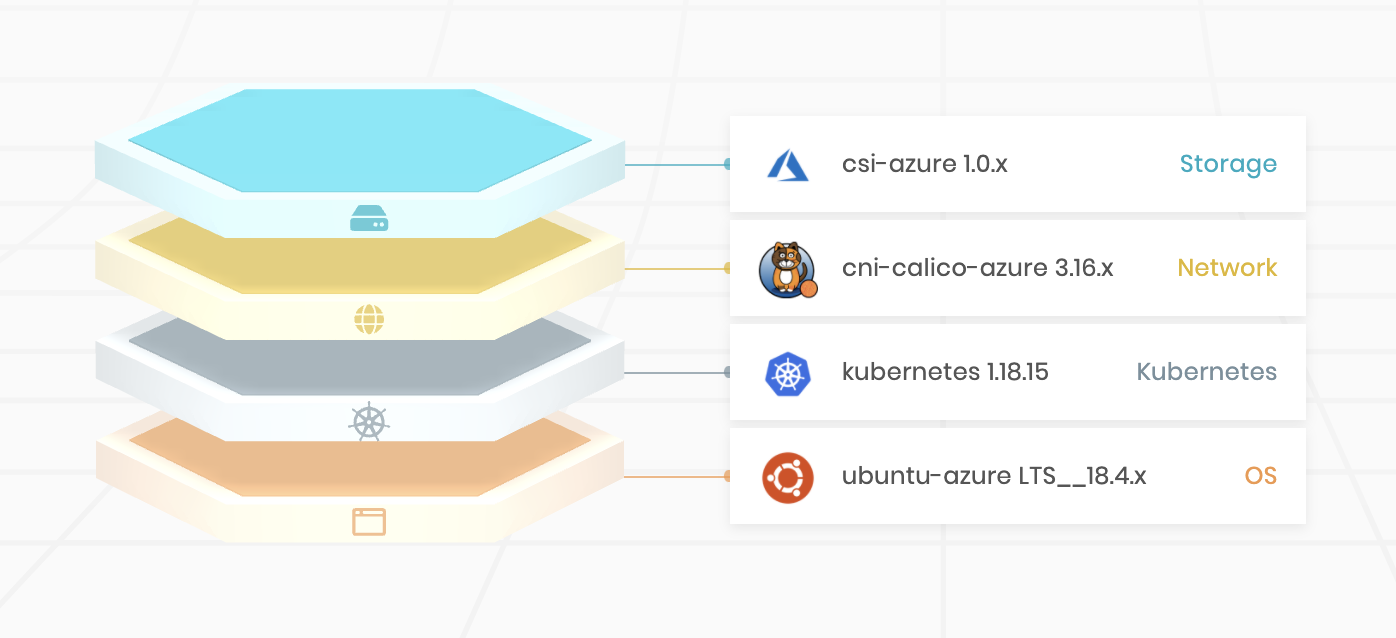 csi-azure 1.0.x Storage
cni-calico-azure 3.16.x Network
kubernetes 1.18.15 Kubernetes
ubuntu-azure LTS__18.4.x OS